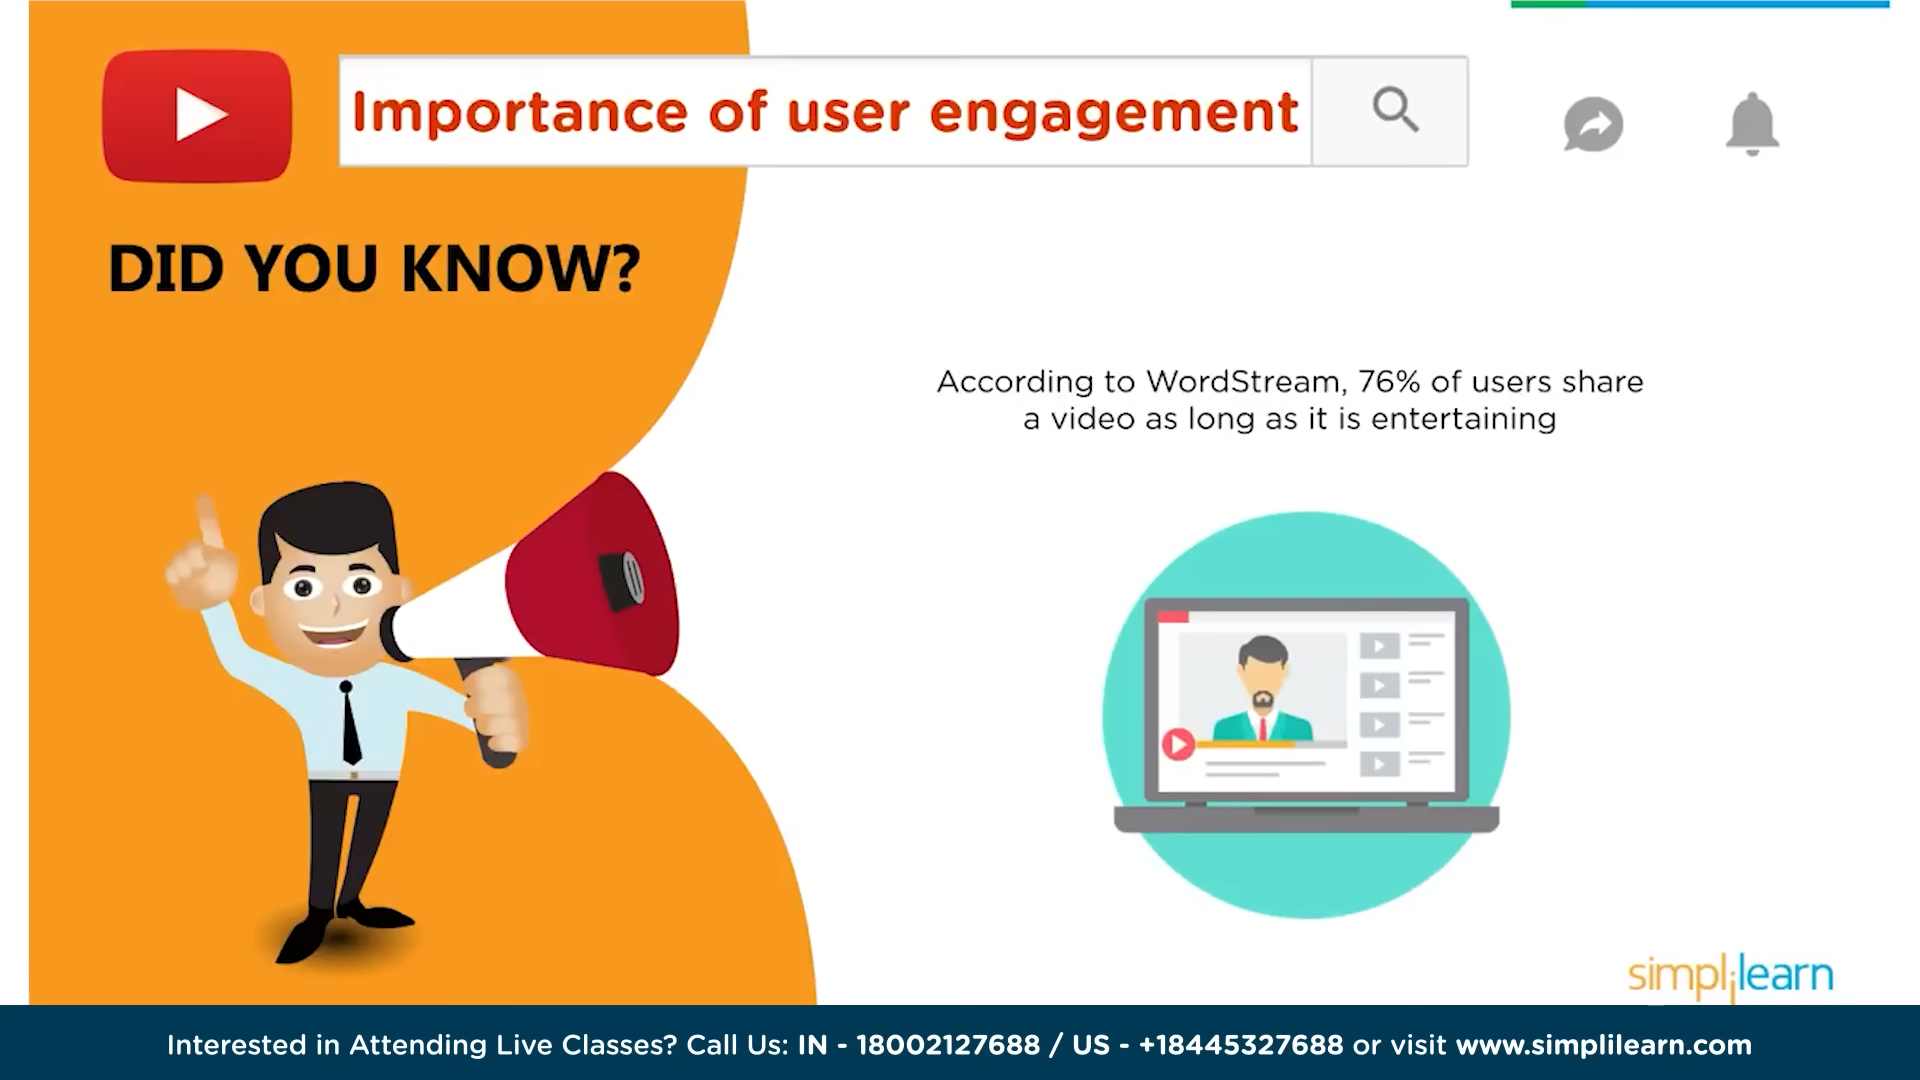 Importance of user engagement
DID YOU KNOW?
According to WordStream, 76% of users share
a video as long as it is entertaining
simplilearn
Interested in Attending Live Classes? Call Us: IN - 18002127688 / US - +18445327688 or visit www.simplilearn.com